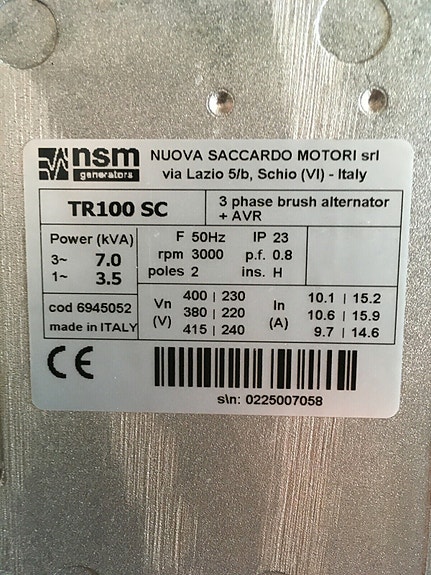 nsm
generators
NUOVA SACCARDO MOTORI srl
via Lazio 5/b, Schio (VI) - Italy
TR100 SC
3 phase brush alternator
+ AVR
Power (kVA)
3~ 7.0
1~ 3.5
F 50Hz IP 23
rpm 3000 p.f. 0.8
poles 2 ins. H
cod 6945052
made in ITALY
Vn (V)
400 | 230
380 | 220
415 | 240
In (A)
10.1 | 15.2
10.6 | 15.9
9.7 | 14.6
CE
s\n: 0225007058